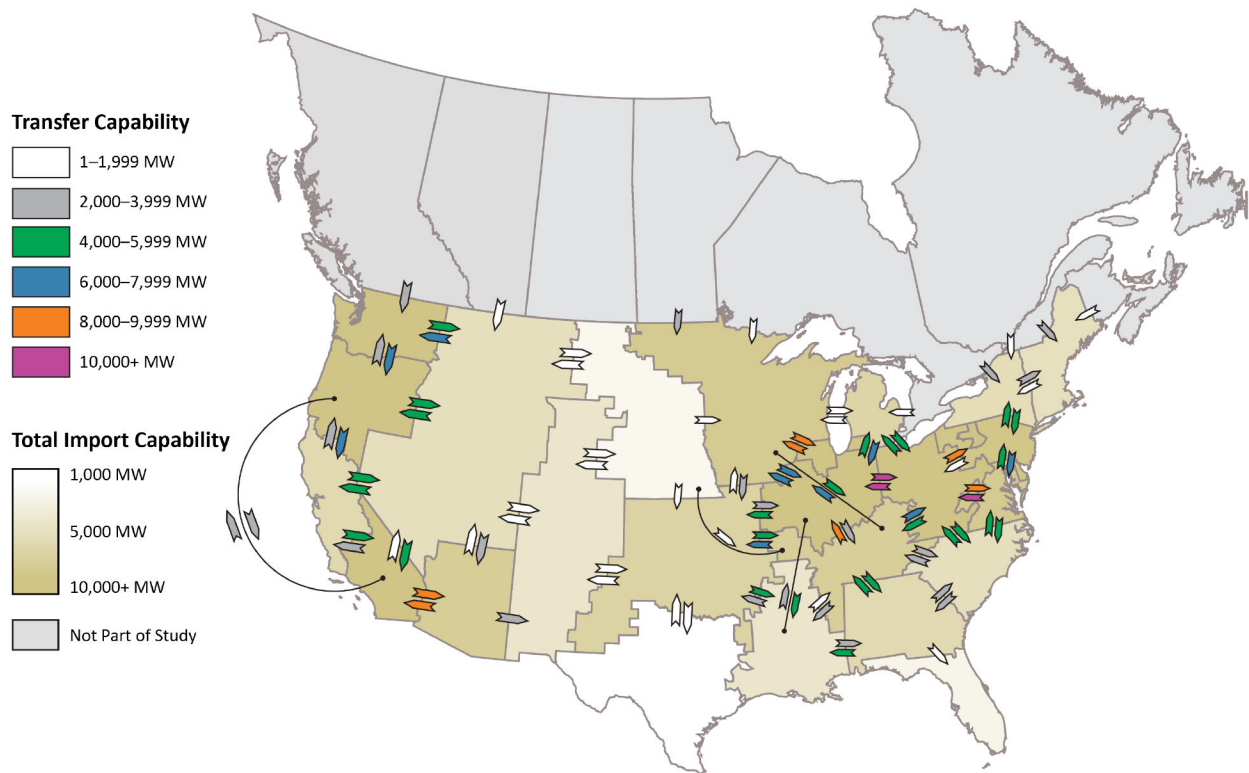 Transfer Capability
1–1,999 MW
2,000–3,999 MW
4,000–5,999 MW
6,000–7,999 MW
8,000–9,999 MW
10,000+ MW
Total Import Capability
1,000 MW
5,000 MW
10,000+ MW
Not Part of Study